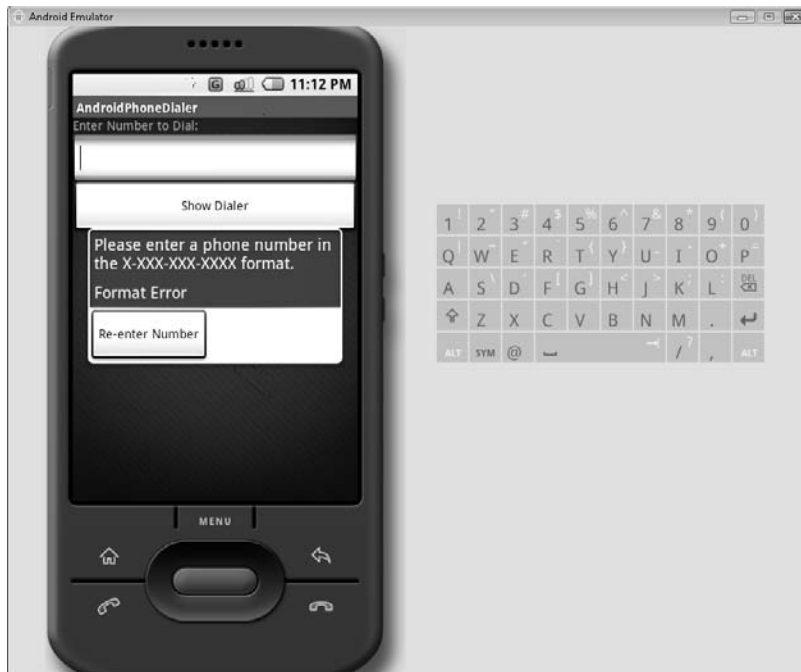 Android Emulator
G 11:12 PM
AndroidPhoneDialer
Enter Number to Dial:
Show Dialer
Please enter a phone number in
the X-XXX-XXX-XXXX format.
Format Error
Re-enter Number
MENU
1 ! 2 3 # 4 $ 5 % 6 ^ 7 & 8 * 9 ( 0 )
Q W E R T { Y } U - I O + P =
A S \ D F [ G ] H < J > K ; L : DEL
Z X C V B N M .
ALT SYM @ / ? , ALT